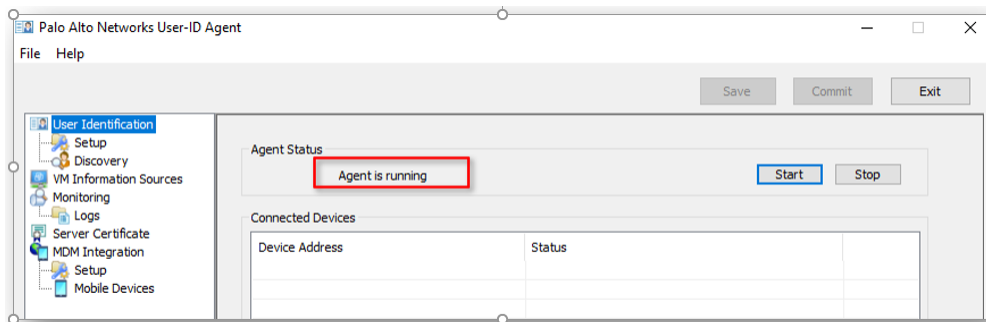 Palo Alto Networks User-ID Agent
File Help
Save Commit Exit
User Identification
Setup
Discovery
VM Information Sources
Monitoring
Logs
Server Certificate
MDM Integration
Setup
Mobile Devices
Agent Status
Agent is running
Start Stop
Connected Devices
Device Address Status